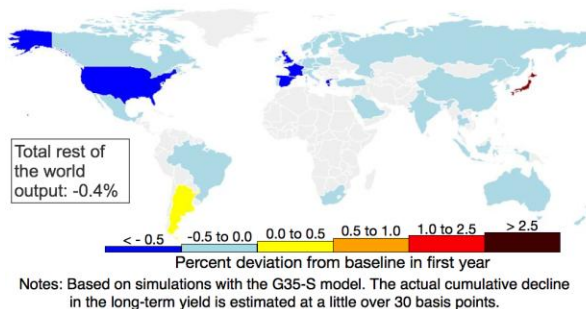 Total rest of
the world
output: -0.4%
< - 0.5
-0.5 to 0.0
0.0 to 0.5
0.5 to 1.0
1.0 to 2.5
> 2.5
Percent deviation from baseline in first year
Notes: Based on simulations with the G35-S model. The actual cumulative decline
in the long-term yield is estimated at a little over 30 basis points.